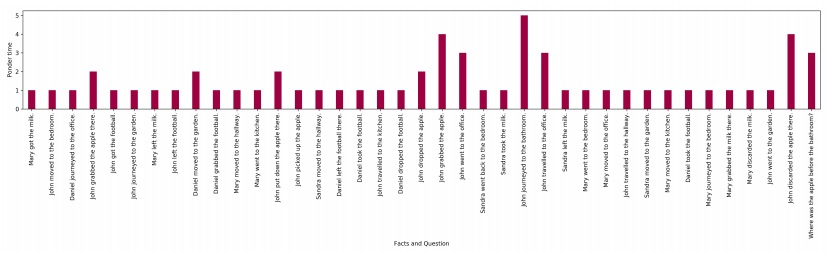 Ponder time
5
4
3
2
1
0
Mary got the milk.
John moved to the bedroom.
Daniel journeyed to the office.
John grabbed the apple there.
John got the football.
John journeyed to the garden.
Mary left the milk.
John left the football.
Daniel moved to the garden.
Daniel grabbed the football.
Mary moved to the hallway.
Mary went to the kitchen.
John put down the apple there.
John picked up the apple.
Sandra moved to the hallway.
Daniel left the football there.
Daniel took the football.
John travelled to the kitchen.
Daniel dropped the football.
John dropped the apple.
John grabbed the apple.
John went to the office.
Sandra went back to the bedroom.
Sandra took the milk.
John journeyed to the bathroom.
John travelled to the office.
Sandra left the milk.
Mary went to the bedroom.
Mary moved to the office.
John travelled to the hallway.
Sandra moved to the garden.
Mary moved to the kitchen.
Daniel took the football.
Mary journeyed to the bedroom.
Mary grabbed the milk there.
Mary discarded the milk.
John went to the garden.
John discarded the apple there.
Where was the apple before the bathroom?
Facts and Question